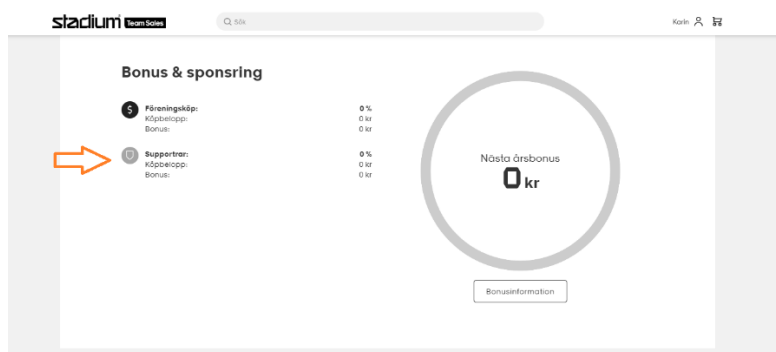 stadium Team Sales
Sök
Karin
Bonus & sponsring
Föreningsköp: 0 %
Köpbelopp: 0 kr
Bonus: 0 kr
Supportrar: 0 %
Köpbelopp: 0 kr
Bonus: 0 kr
Nästa årsbonus
0 kr
Bonusinformation